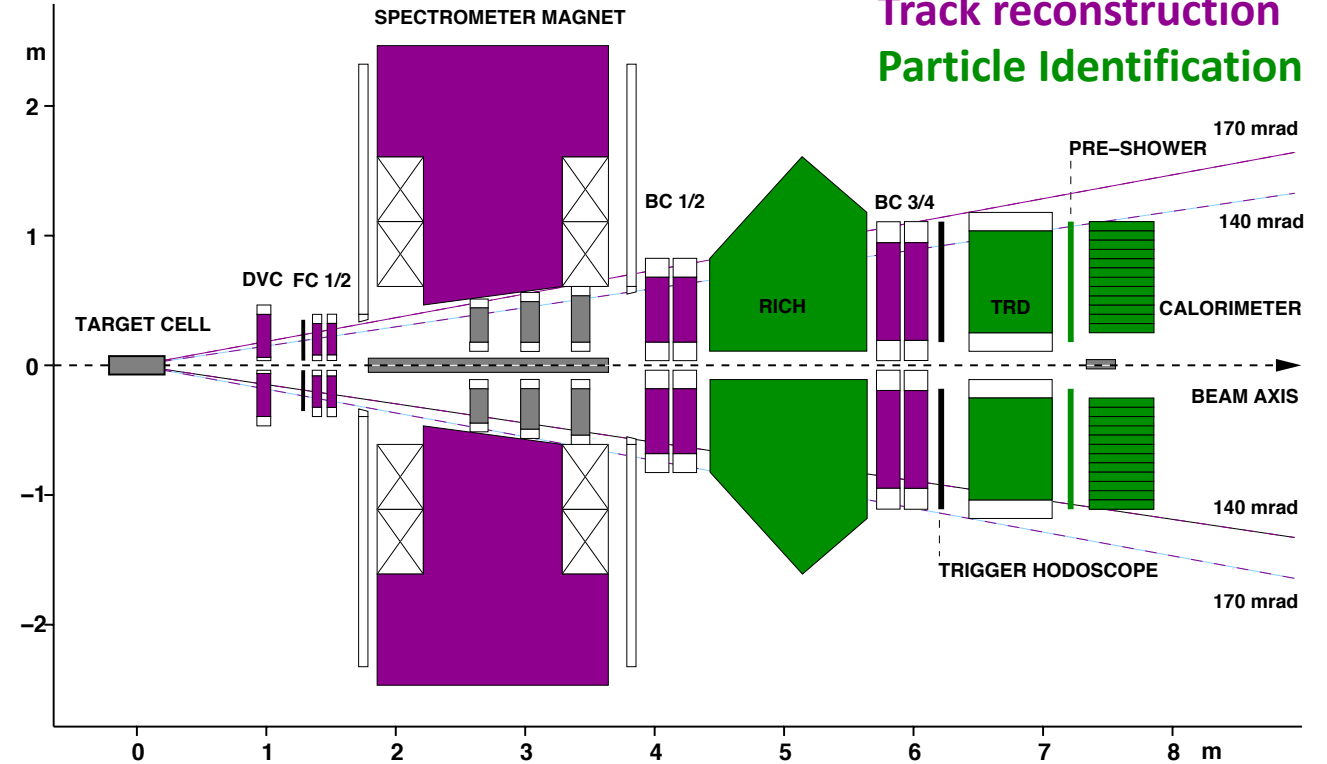 SPECTROMETER MAGNET
Track reconstruction
Particle Identification
m
2
1
0
−1
−2
170 mrad
PRE−SHOWER
140 mrad
BC 1/2
BC 3/4
DVC FC 1/2
TARGET CELL
RICH
TRD
CALORIMETER
BEAM AXIS
140 mrad
TRIGGER HODOSCOPE
170 mrad
0 1 2 3 4 5 6 7 8 m